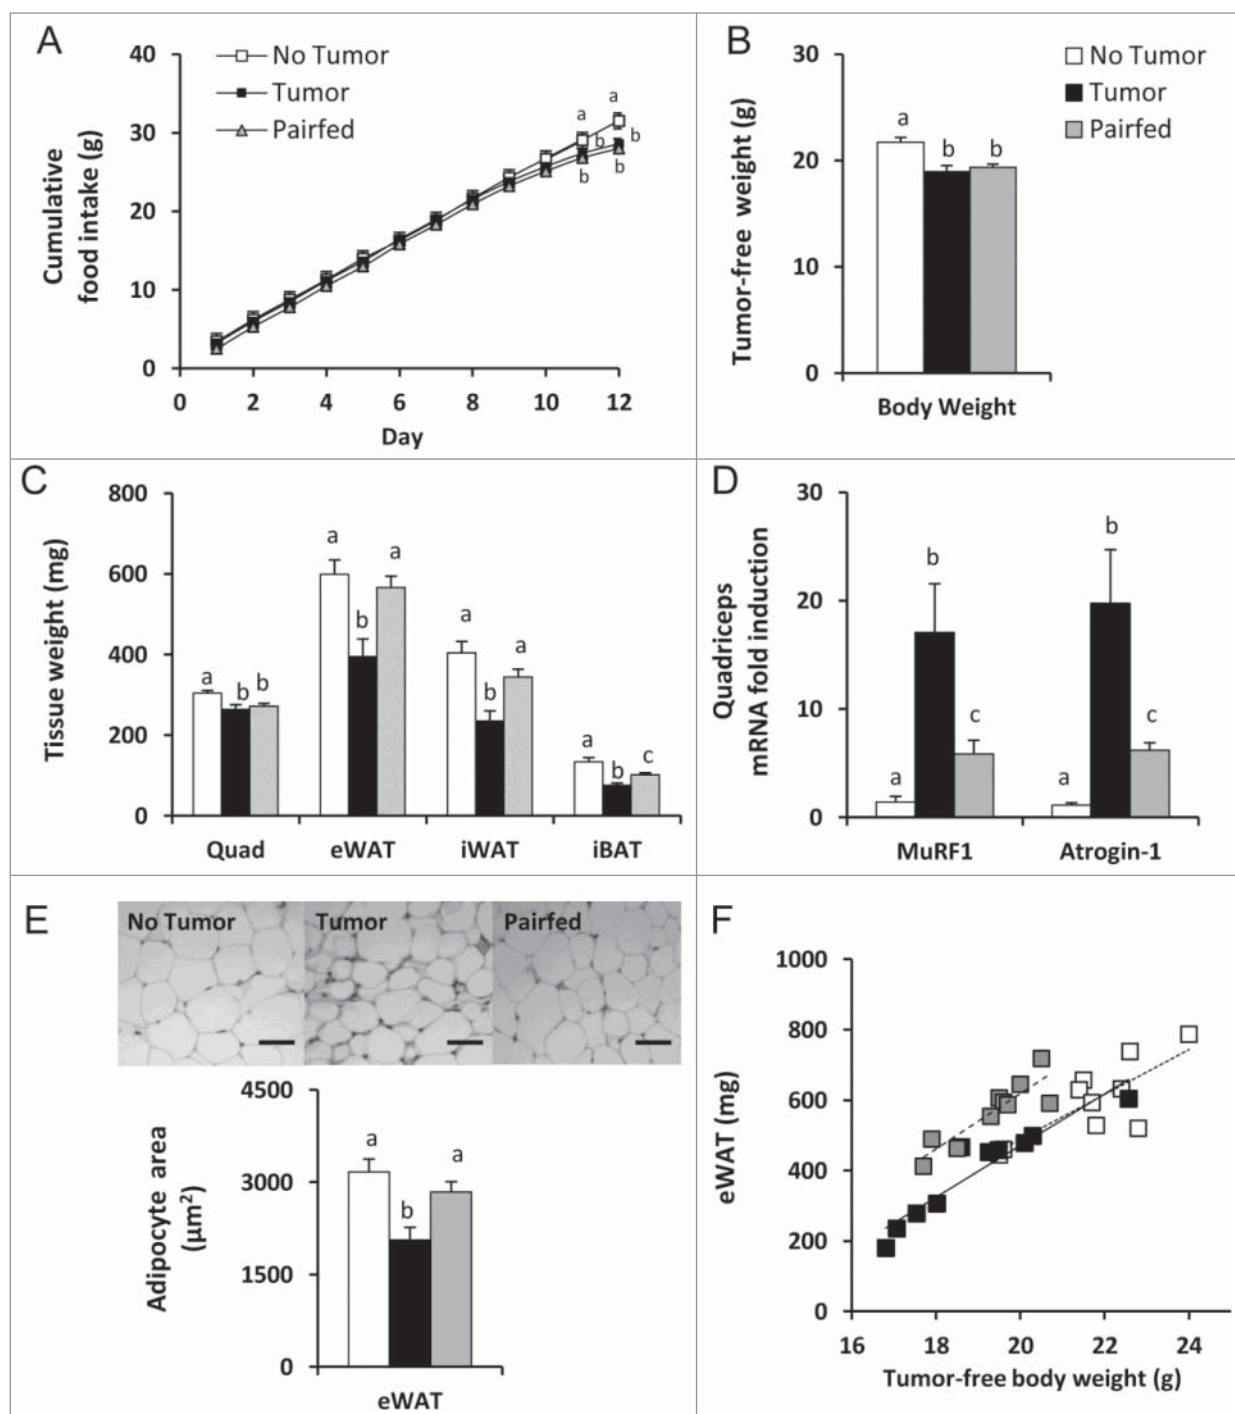 A
Cumulative
food intake (g)
40
30
20
10
0
No Tumor
Tumor
Pairfed
a
a
b
b
b
b
0
2
4
6
8
10
12
Day
B
Tumor-free weight (g)
30
20
10
0
a
b
b
No Tumor
Tumor
Pairfed
Body Weight
C
Tissue weight (mg)
800
600
400
200
0
a
b
b
a
b
a
a
b
a
a
b
c
Quad
eWAT
iWAT
iBAT
D
Quadriceps
mRNA fold induction
30
20
10
0
a
b
c
a
b
c
MuRF1
Atrogin-1
E
No Tumor
Tumor
Pairfed
Adipocyte area
(μm²)
4500
3000
1500
0
a
b
a
eWAT
F
eWAT (mg)
1000
800
600
400
200
0
16
18
20
22
24
Tumor-free body weight (g)